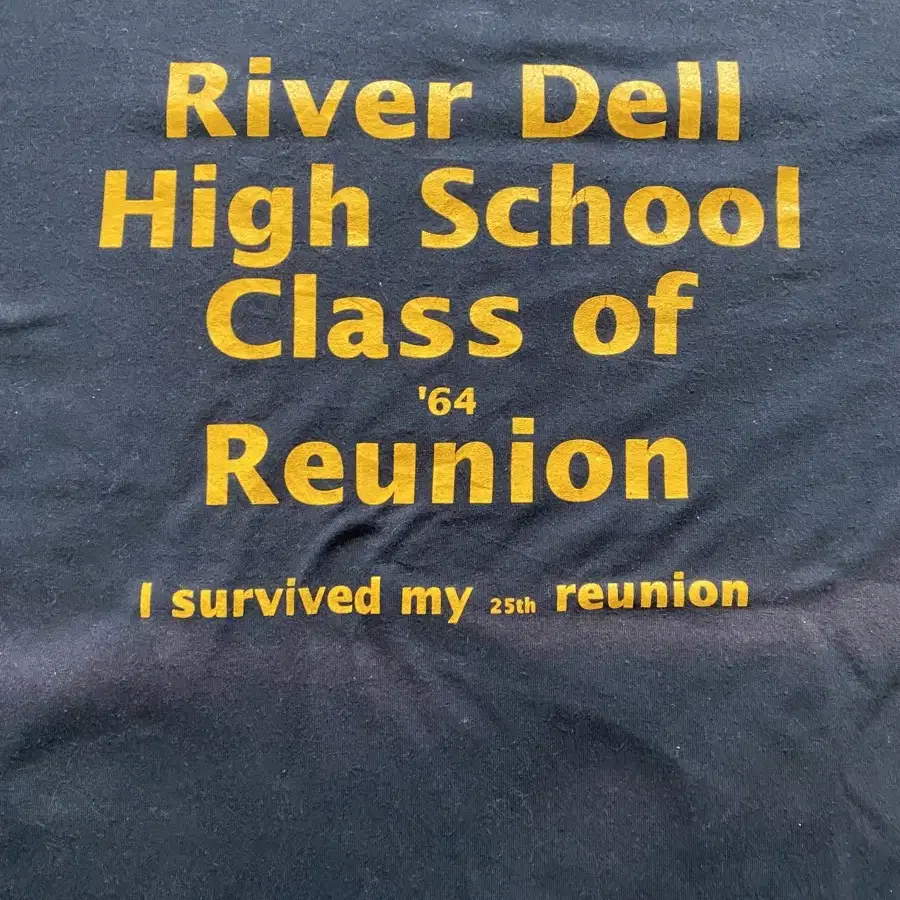 River Dell
High School
Class of
'64
Reunion
I survived my 25th reunion